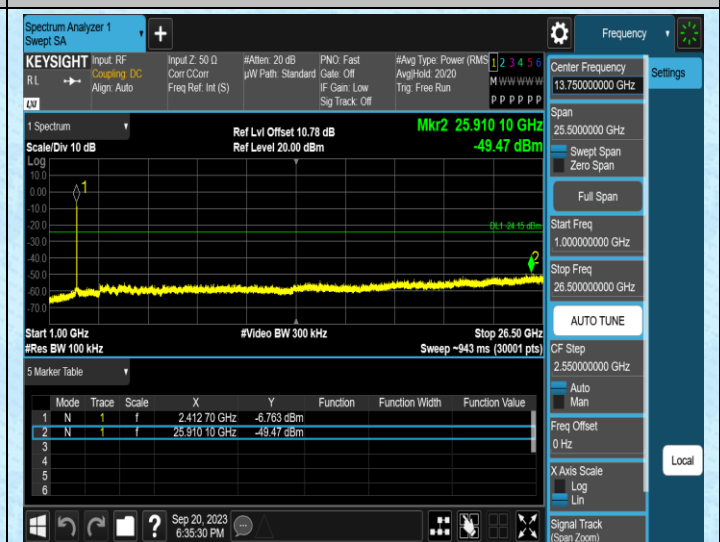 Spectrum Analyzer 1
Swept SA
Frequency
KEYSIGHT
RL
LXI
Input: RF
Coupling: DC
Align: Auto
Input Z: 50 Ω
Corr CCorr
Freq Ref: Int (S)
#Atten: 20 dB
µW Path: Standard
PNO: Fast
Gate: Off
IF Gain: Low
Sig Track: Off
#Avg Type: Power (RMS
Avg|Hold: 20/20
Trig: Free Run
1 2 3 4 5 6
M W W W W W
P P P P P P
Center Frequency
13.750000000 GHz
Settings
Span
25.5000000 GHz
Swept Span
Zero Span
Full Span
Start Freq
1.000000000 GHz
Stop Freq
26.500000000 GHz
AUTO TUNE
CF Step
2.550000000 GHz
Auto
Man
Freq Offset
0 Hz
X Axis Scale
Log
Lin
Signal Track
(Span Zoom)
Local
1 Spectrum
Scale/Div 10 dB
Ref Lvl Offset 10.78 dB
Ref Level 20.00 dBm
Mkr2 25.910 10 GHz
-49.47 dBm
Log
10.0
0.00
-10.0
-20.0
-30.0
-40.0
-50.0
-60.0
-70.0
1
DL1 -24.15 dBm
2
Start 1.00 GHz
#Res BW 100 kHz
#Video BW 300 kHz
Stop 26.50 GHz
Sweep ~943 ms (30001 pts)
5 Marker Table
Mode Trace Scale X Y Function Function Width Function Value
1 N 1 f 2.412 70 GHz -6.763 dBm
2 N 1 f 25.910 10 GHz -49.47 dBm
3
4
5
6
Sep 20, 2023
6:35:30 PM